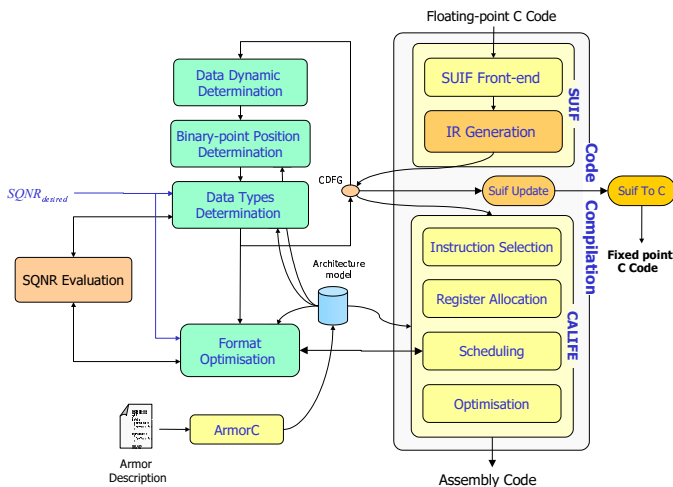 Floating-point C Code
Data Dynamic
Determination
SUIF Front-end
SUIF
IR Generation
Binary-point Position
Determination
Code Compilation
CDFG
SQNR desired
Data Types
Determination
Suif Update
Suif To C
Instruction Selection
Fixed point
C Code
Architecture
model
SQNR Evaluation
Register Allocation
CALIFE
Format
Optimisation
Scheduling
Optimisation
ArmorC
Armor
Description
Assembly Code